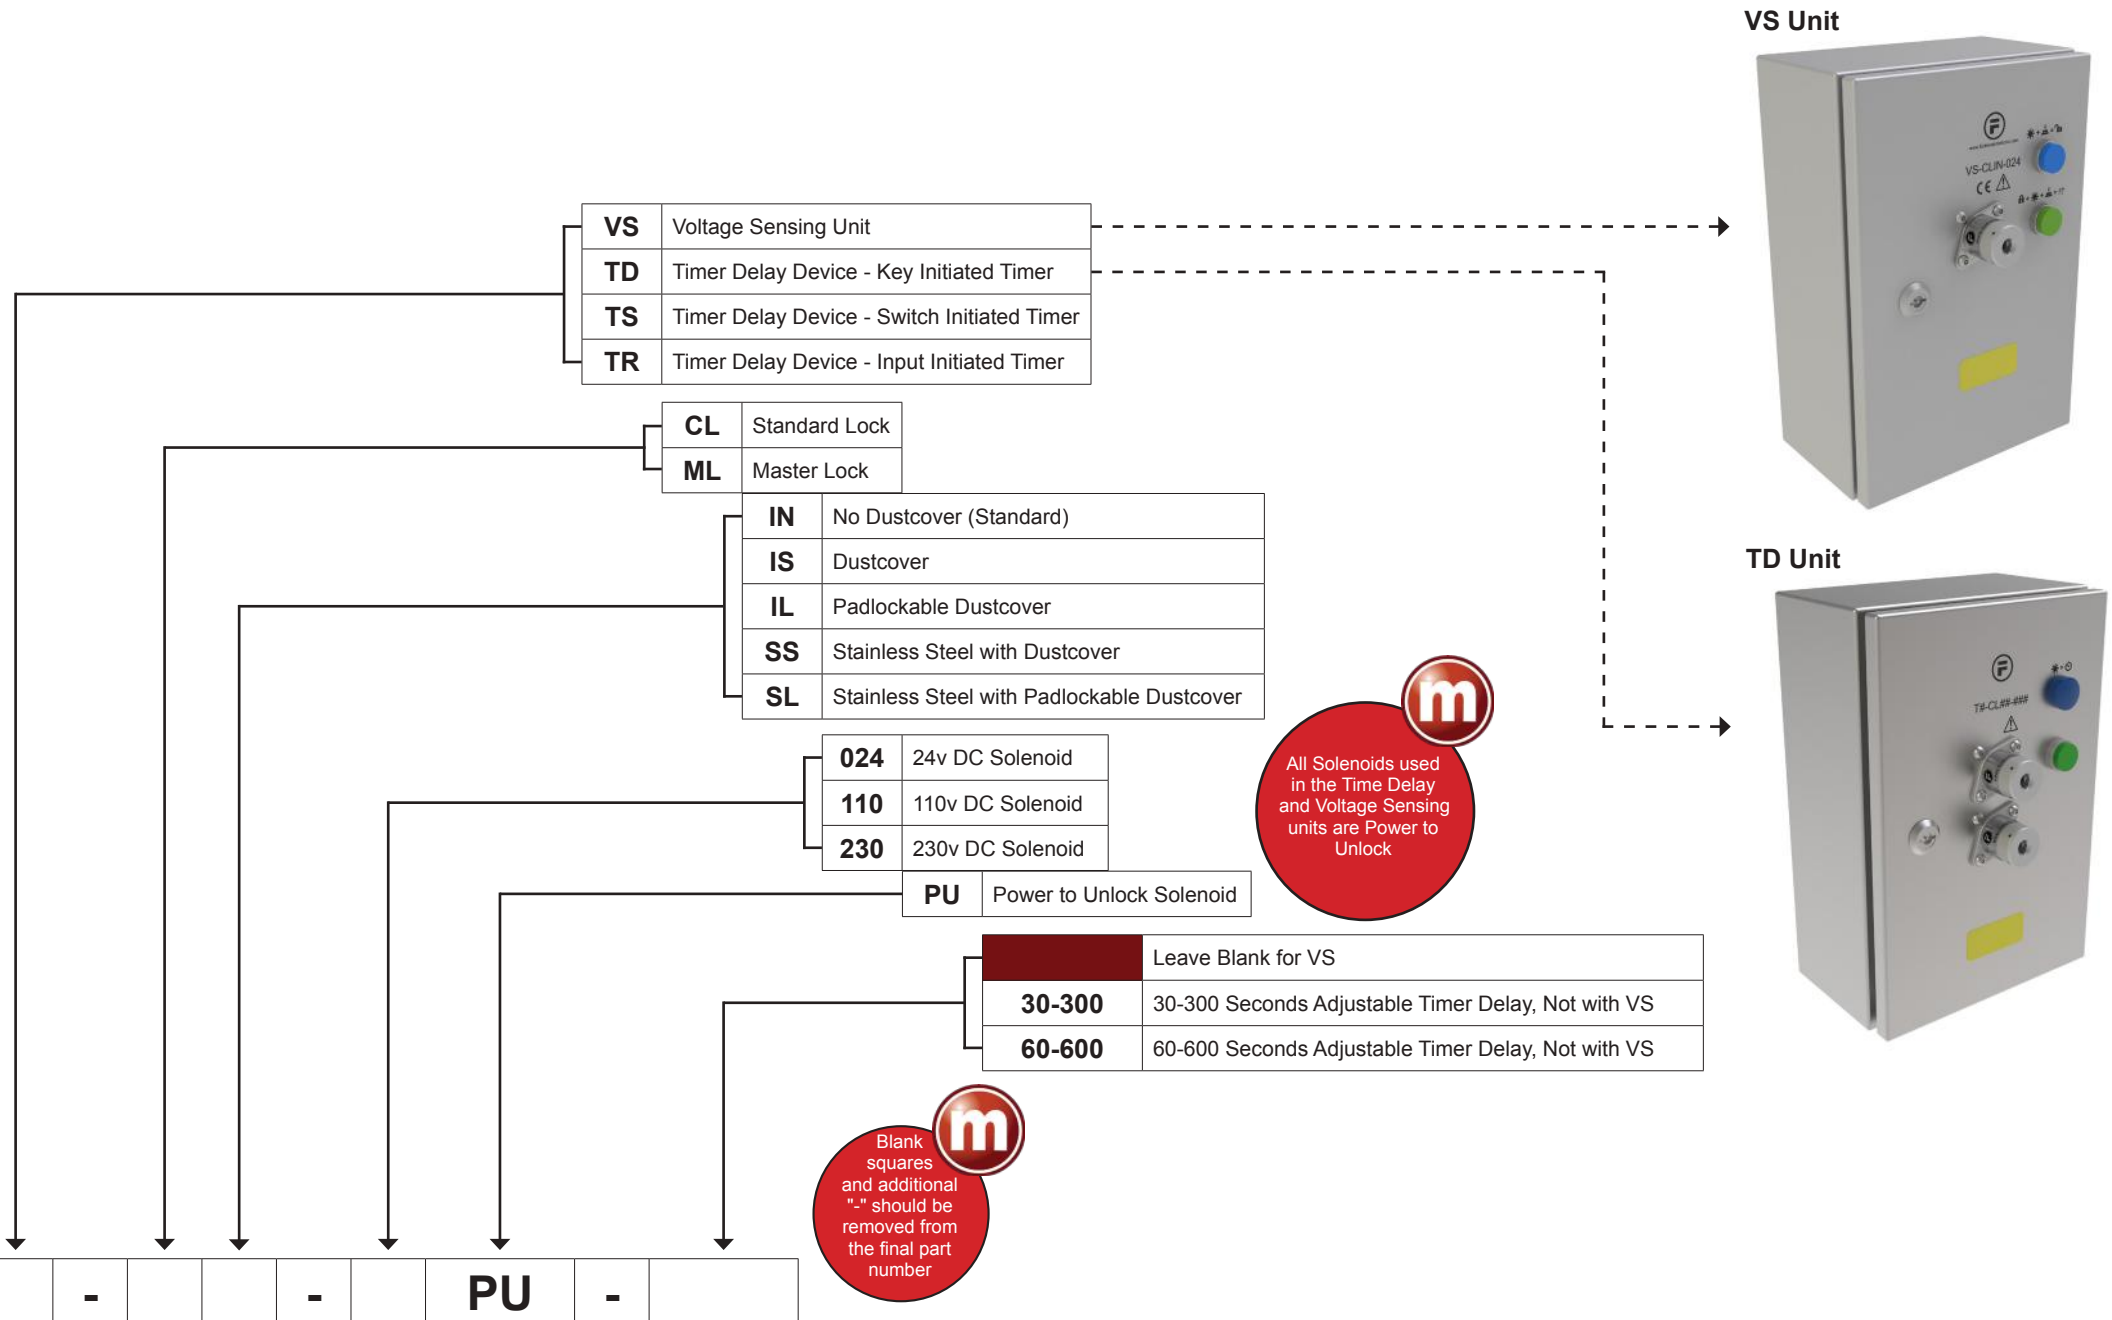 VS Unit
VS-CLIN-024
CE
VS Voltage Sensing Unit
TD Timer Delay Device - Key Initiated Timer
TS Timer Delay Device - Switch Initiated Timer
TR Timer Delay Device - Input Initiated Timer
CL Standard Lock
ML Master Lock
IN No Dustcover (Standard)
IS Dustcover
IL Padlockable Dustcover
SS Stainless Steel with Dustcover
SL Stainless Steel with Padlockable Dustcover
TD Unit
T#-CL##-###
024 24v DC Solenoid
110 110v DC Solenoid
230 230v DC Solenoid
PU Power to Unlock Solenoid
m
All Solenoids used
in the Time Delay
and Voltage Sensing
units are Power to
Unlock
Leave Blank for VS
30-300 30-300 Seconds Adjustable Timer Delay, Not with VS
60-600 60-600 Seconds Adjustable Timer Delay, Not with VS
m
Blank
squares
and additional
"-" should be
removed from
the final part
number
- - PU -